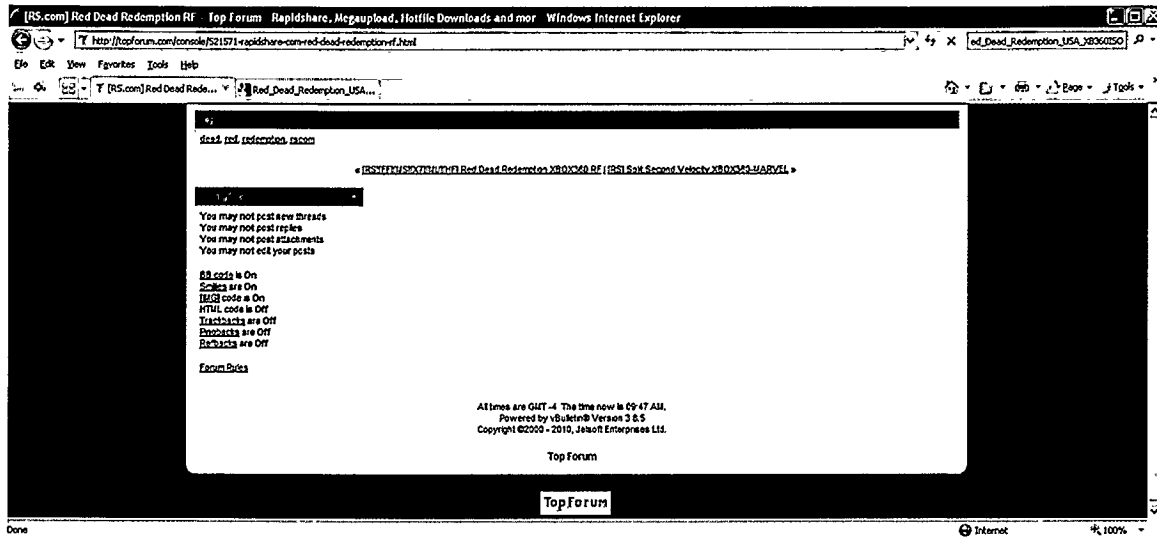 [RS.com] Red Dead Redemption RF - Top Forum Rapidshare, Megaupload, Hotfile Downloads and mor Windows Internet Explorer
http://topforum.com/console/521571-rapidshare-com-red-dead-redemption-rf.html
ed_Dead_Redemption_USA_XB360ISO
File Edit View Favorites Tools Help
[RS.com] Red Dead Rede... Red_Dead_Redemption_USA...
Page Tools
dead, red, redemption, rscom
« Red Dead Redemption XBOX360 RF | [RS] Split Second Velocity XBOX360-MARVEL »
You may not post new threads
You may not post replies
You may not post attachments
You may not edit your posts
BB code is On
Smilies are On
[IMG] code is On
HTML code is Off
Trackbacks are Off
Pingbacks are Off
Refbacks are Off
Forum Rules
All times are GMT -4 The time now is 09:47 AM.
Powered by vBulletin® Version 3.8.5
Copyright ©2000 - 2010, Jelsoft Enterprises Ltd.
Top Forum
Top Forum
Done Internet 100%